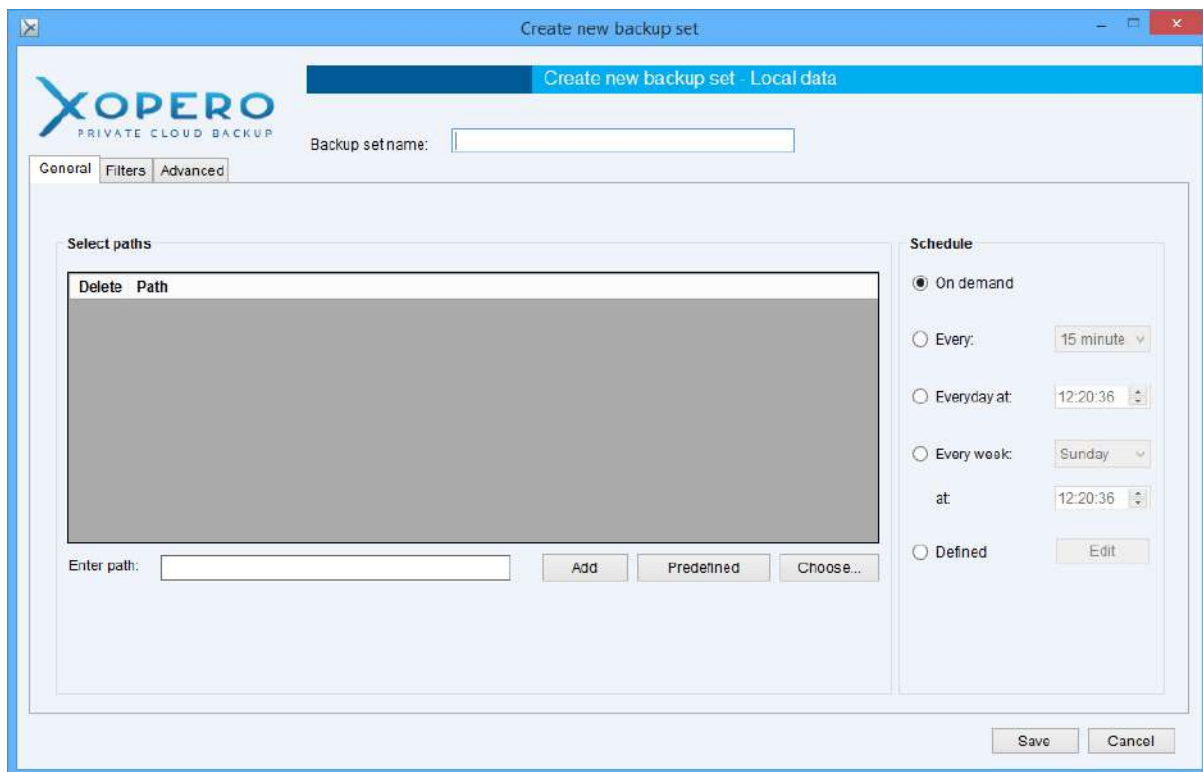 Create new backup set
Create new backup set - Local data
XOPERO
PRIVATE CLOUD BACKUP
Backup set name:
General Filters Advanced
Select paths
Delete Path
Enter path:
Add Predefined Choose...
Schedule
On demand
Every: 15 minute
Everyday at: 12:20:36
Every week: Sunday
at: 12:20:36
Defined Edit
Save Cancel